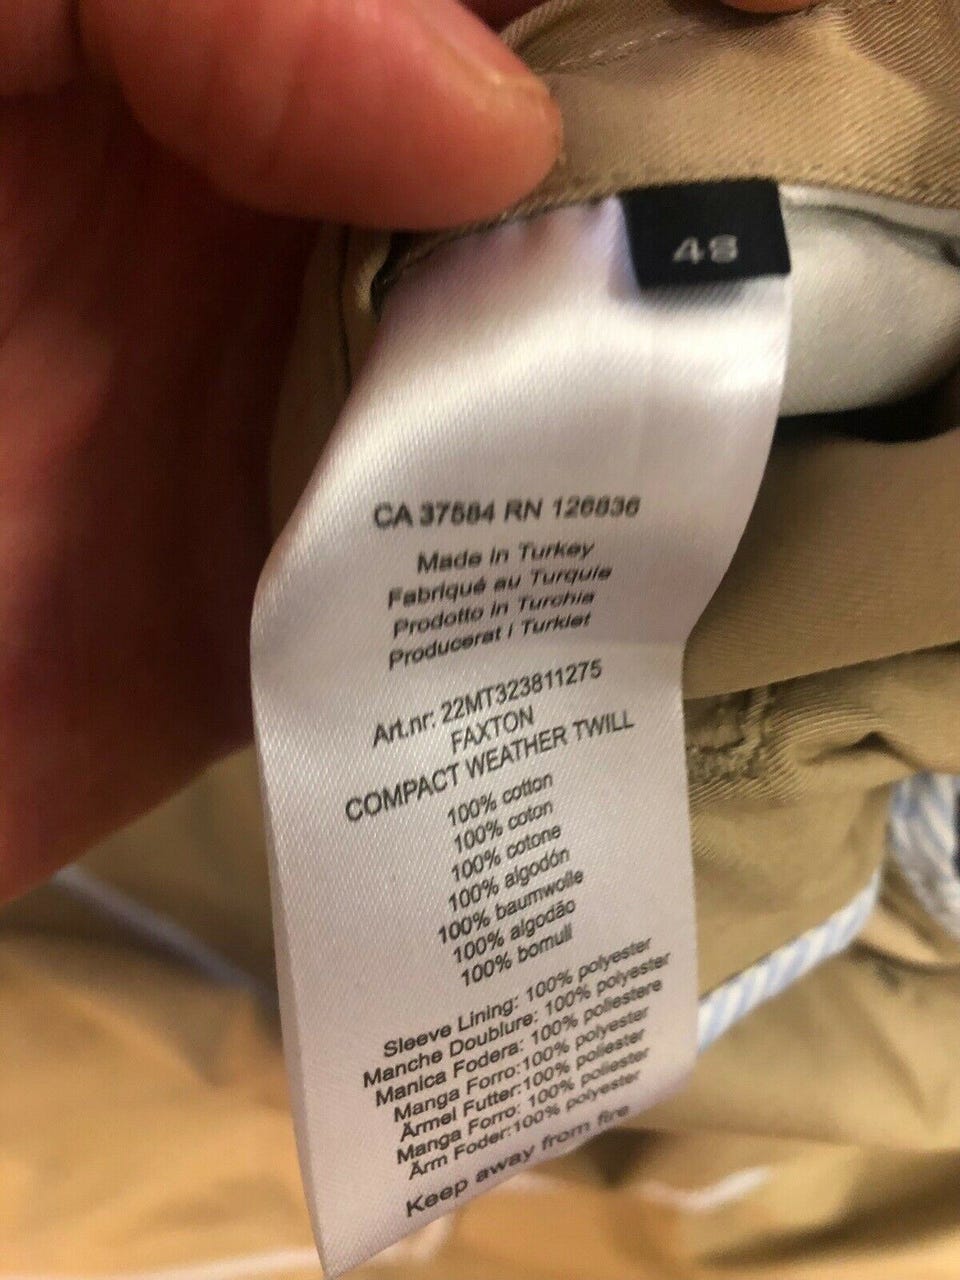 48
CA 37584 RN 126836
Made in Turkey
Fabriqué au Turquie
Prodotto in Turchia
Producerat i Turkiet
Art.nr: 22MT323811275
FAXTON
COMPACT WEATHER TWILL
100% cotton
100% coton
100% cotone
100% algodón
100% baumwolle
100% algodão
100% bomull
Sleeve Lining: 100% polyester
Manche Doublure: 100% polyester
Manica Fodera: 100% poliestere
Manga Forro:100% polyester
Ärmel Futter:100% poliester
Manga Forro: 100% poliester
Ärm Foder:100% polyester
Keep away from fire